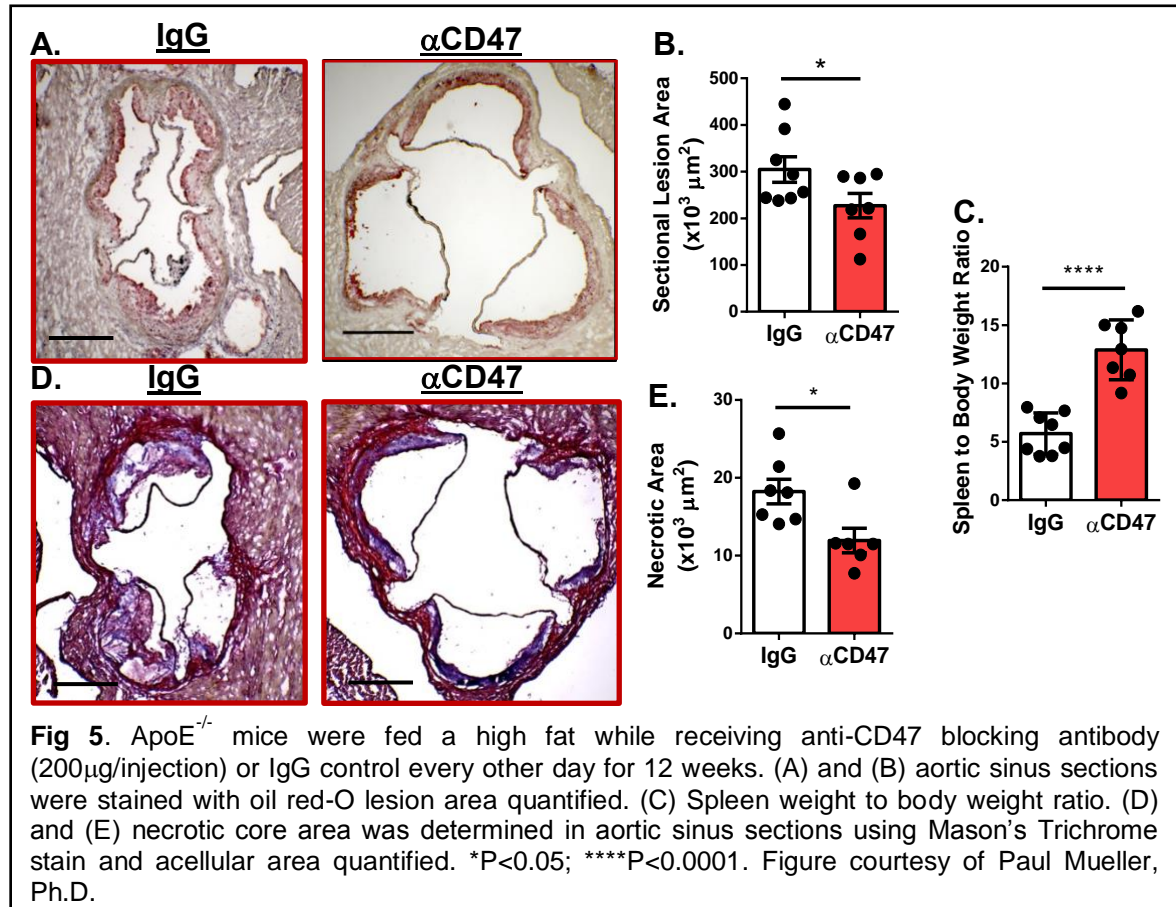 A.
IgG
αCD47
B.
*
Sectional Lesion Area
(x10³ μm²)
500
400
300
200
100
0
IgG
αCD47
C.
****
Spleen to Body Weight Ratio
20
15
10
5
0
IgG
αCD47
D.
IgG
αCD47
E.
*
Necrotic Area
(x10³ μm²)
30
20
10
0
IgG
αCD47
Fig 5. ApoE⁻/⁻ mice were fed a high fat while receiving anti-CD47 blocking antibody
(200μg/injection) or IgG control every other day for 12 weeks. (A) and (B) aortic sinus sections
were stained with oil red-O lesion area quantified. (C) Spleen weight to body weight ratio. (D)
and (E) necrotic core area was determined in aortic sinus sections using Mason's Trichrome
stain and acellular area quantified. *P<0.05; ****P<0.0001. Figure courtesy of Paul Mueller,
Ph.D.